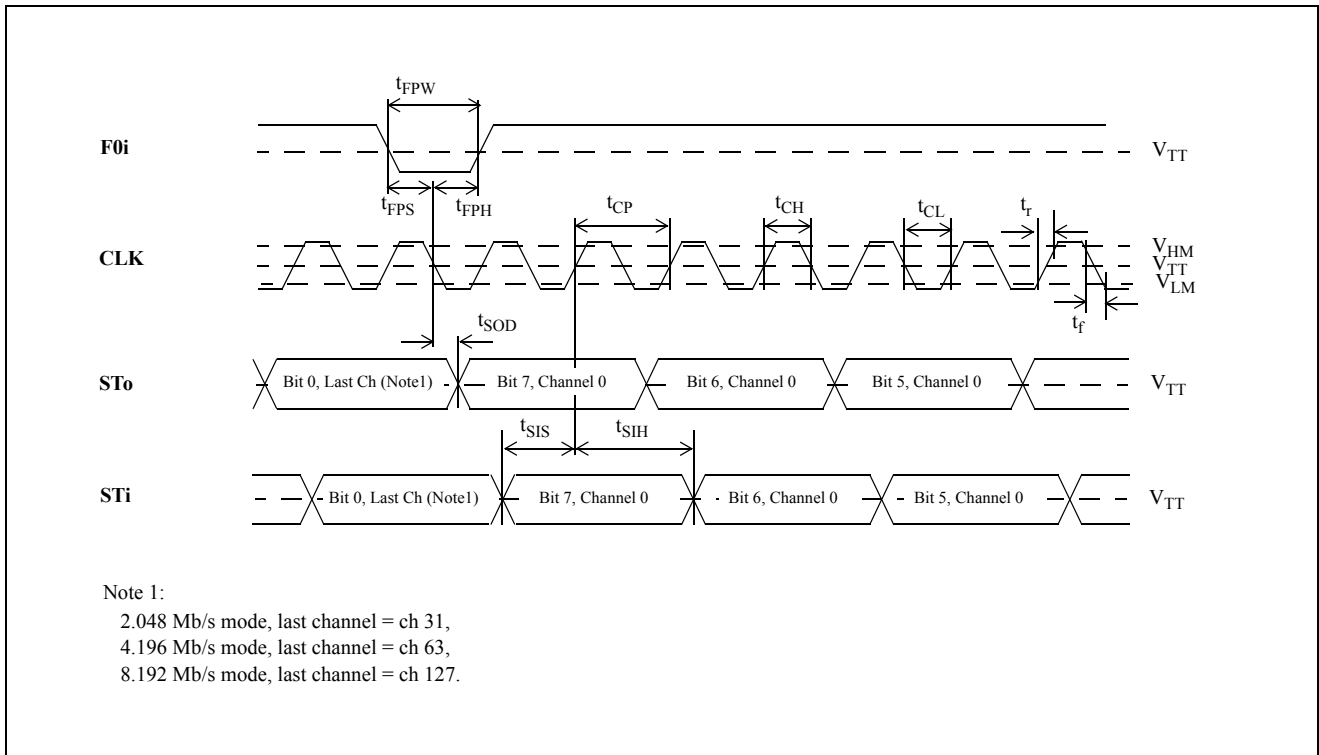 tFPW
F0i
VTT
tFPS
tFPH
tCP
tCH
tCL
tr
CLK
VHM
VTT
VLM
tSOD
tf
STo
Bit 0, Last Ch (Note1)
Bit 7, Channel 0
Bit 6, Channel 0
Bit 5, Channel 0
VTT
tSIS
tSIH
STi
Bit 0, Last Ch (Note1)
Bit 7, Channel 0
Bit 6, Channel 0
Bit 5, Channel 0
VTT
Note 1:
2.048 Mb/s mode, last channel = ch 31,
4.196 Mb/s mode, last channel = ch 63,
8.192 Mb/s mode, last channel = ch 127.